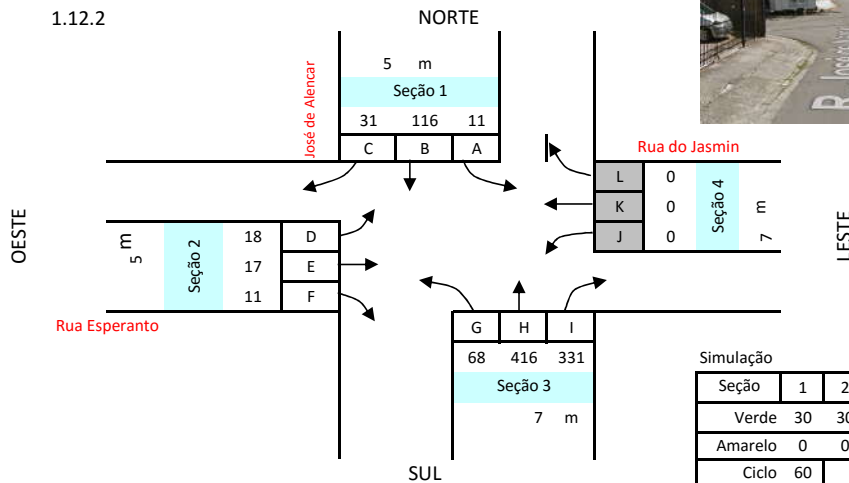 1.12.2
NORTE
5 m
Seção 1
José de Alencar
31 116 11
C B A
Rua do Jasmin
L 0
K 0
J 0
Seção 4
7 m
OESTE
LESTE
5 m
Seção 2
18 D
17 E
11 F
Rua Esperanto
G H I
68 416 331
Seção 3
7 m
SUL
Simulação
Seção 1 2
Verde 30 30
Amarelo 0 0
Ciclo 60